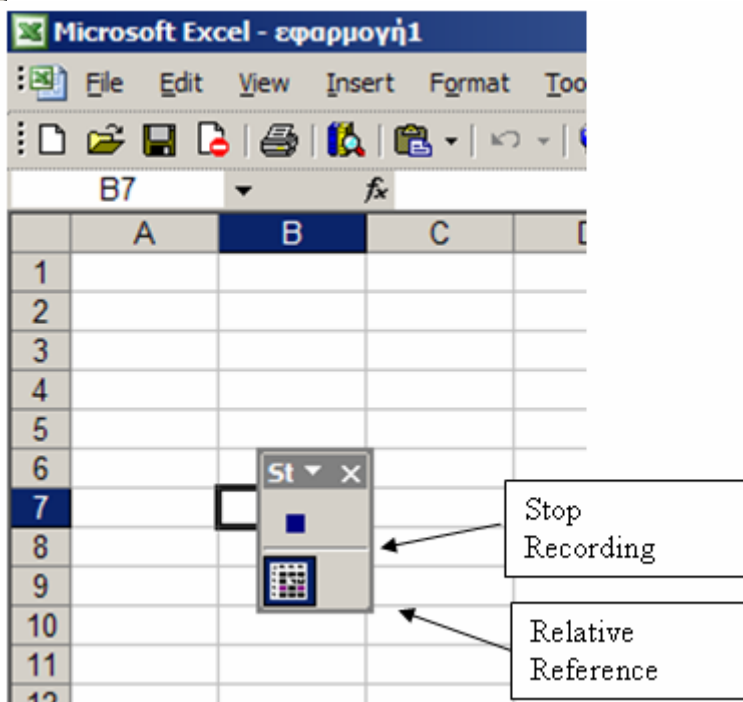 Microsoft Excel - εφαρμογή1
File Edit View Insert Format
B7 fx
A B C
1
2
3
4
5
6
St
7
Stop
Recording
8
9
10
Relative
Reference
11